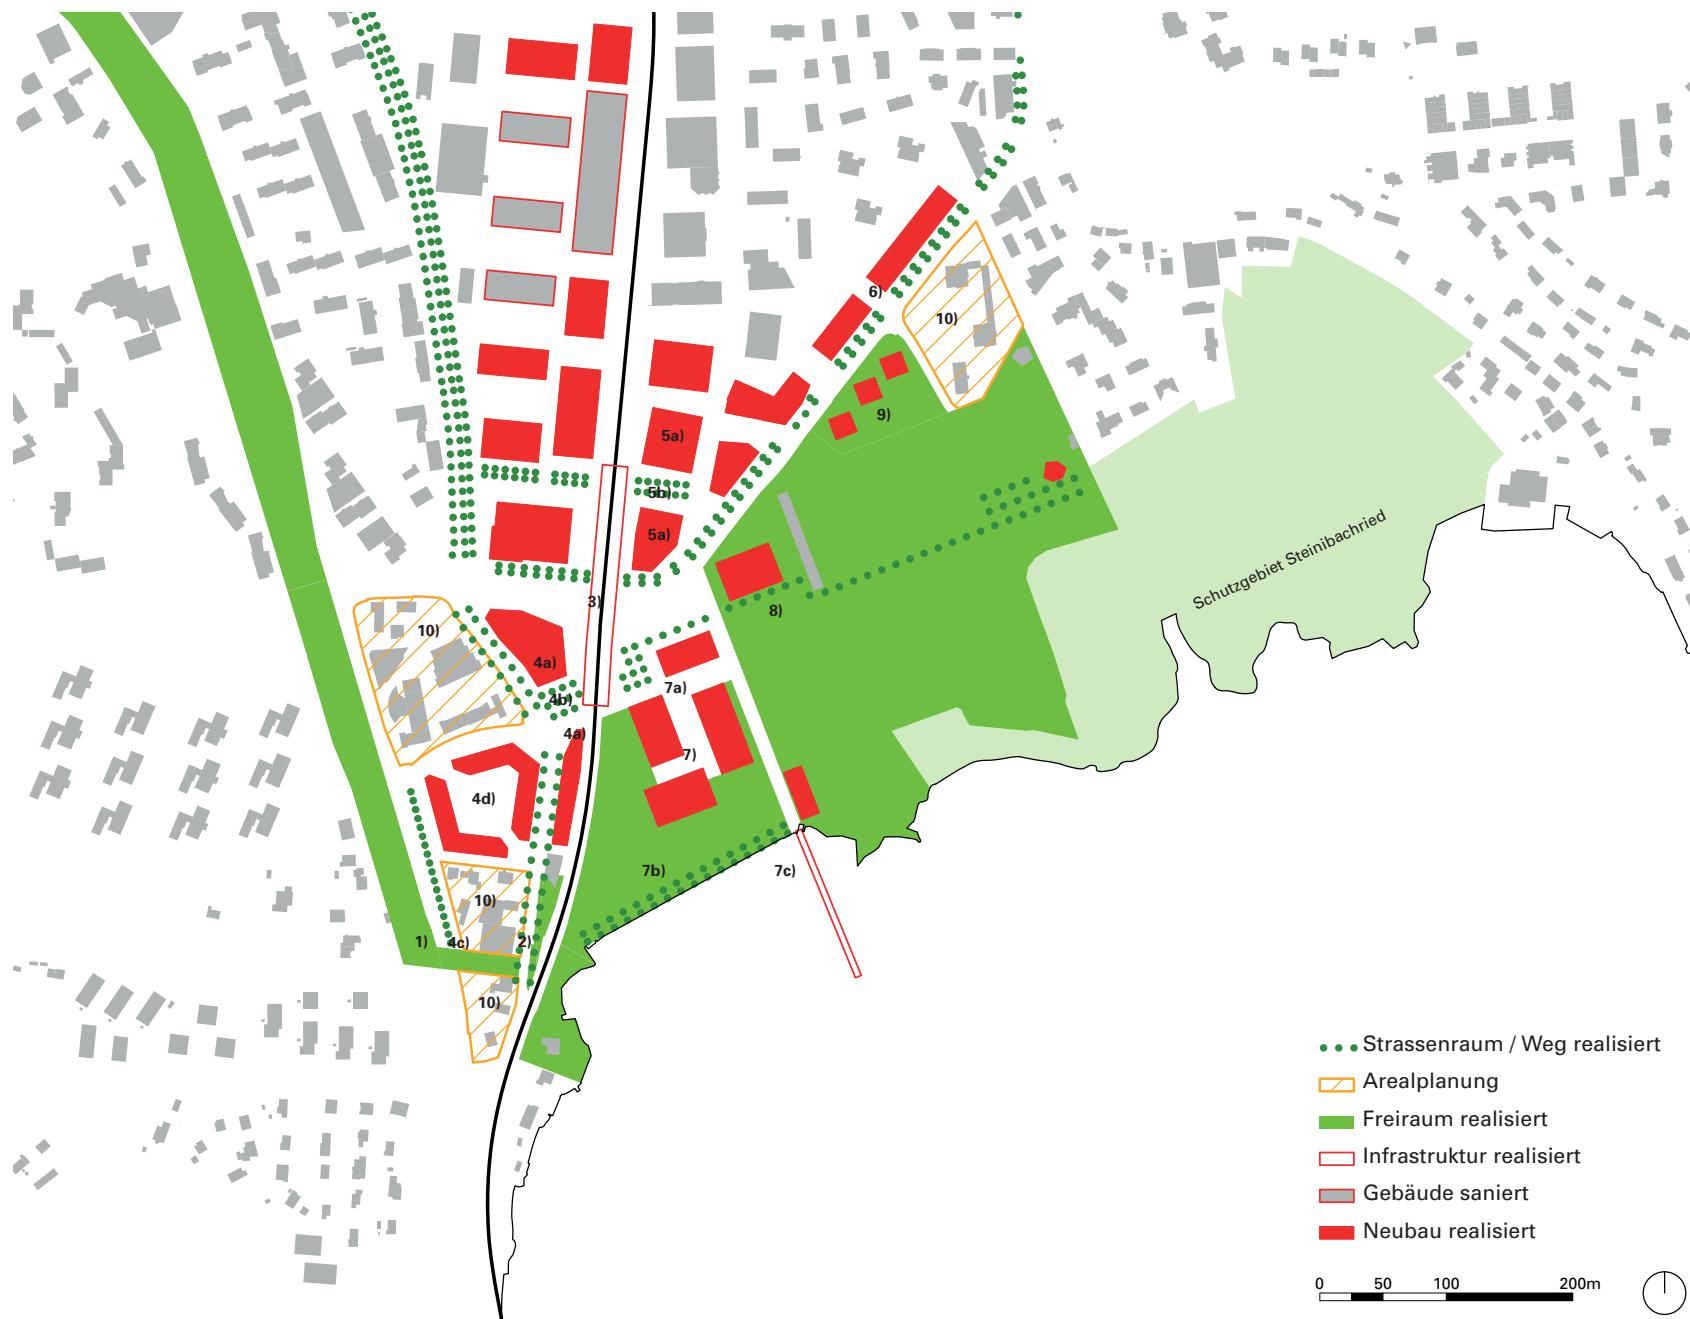 6)
10)
9)
5a)
5b)
5a)
Schutzgebiet Steinibachried
3)
8)
10)
4a)
7a)
4b)
4a)
7)
4d)
7b)
7c)
10)
1)
4c)
2)
10)
Strassenraum / Weg realisiert
Arealplanung
Freiraum realisiert
Infrastruktur realisiert
Gebäude saniert
Neubau realisiert
0 50 100 200m